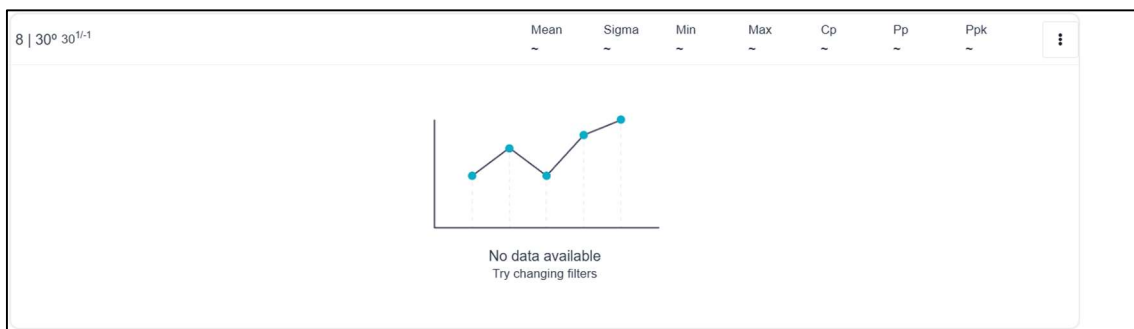 8 | 30º 30 1/-1
Mean Sigma Min Max Cp Pp Ppk
~ ~ ~ ~ ~ ~ ~
No data available
Try changing filters